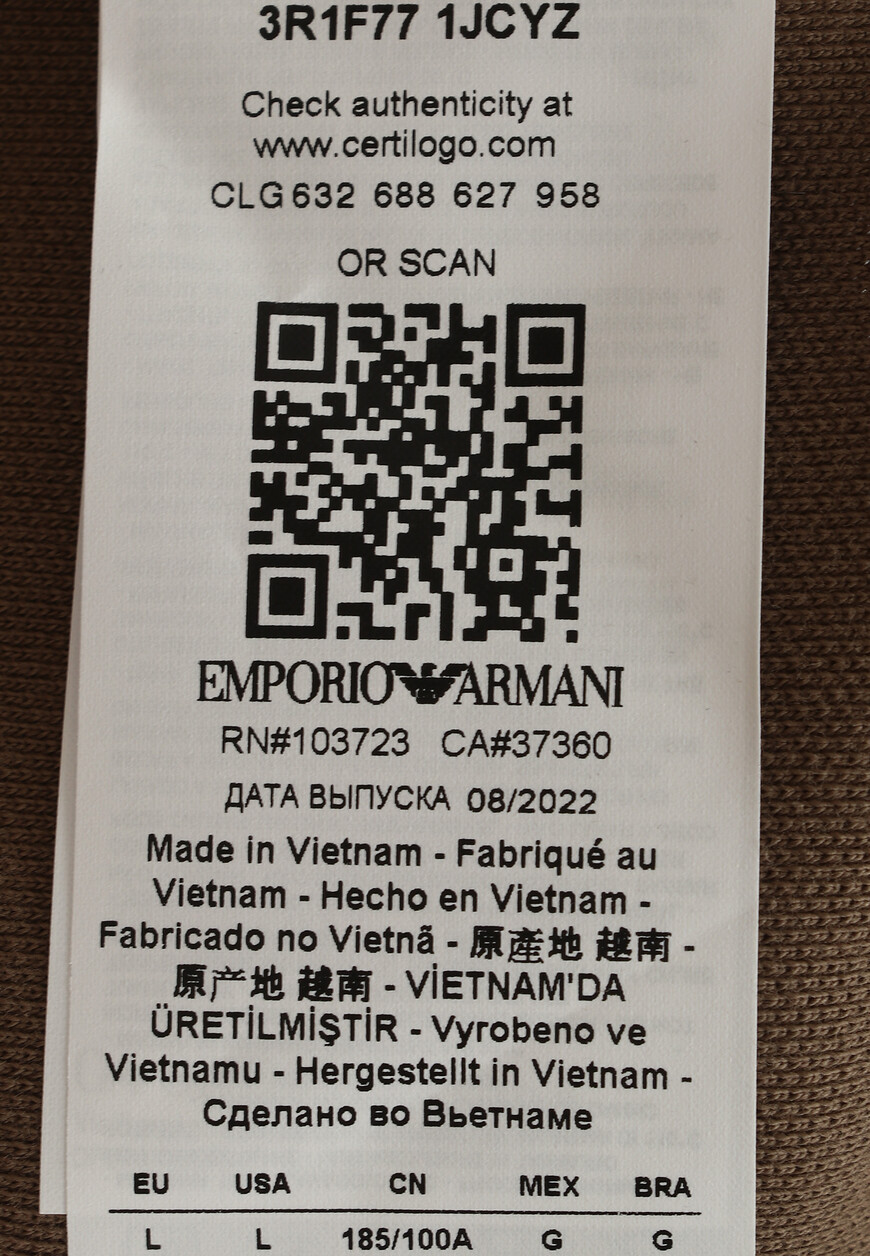 3R1F77 1JCYZ
Check authenticity at
www.certilogo.com
CLG 632 688 627 958
OR SCAN
EMPORIO ARMANI
RN#103723 CA#37360
ДАТА ВЫПУСКА 08/2022
Made in Vietnam - Fabriqué au
Vietnam - Hecho en Vietnam -
Fabricado no Vietnã - 原產地 越南 -
原产地 越南 - VİETNAM'DA
ÜRETİLMİŞTİR - Vyrobeno ve
Vietnamu - Hergestellt in Vietnam -
Сделано во Вьетнаме
EU USA CN MEX BRA
L L 185/100A G G